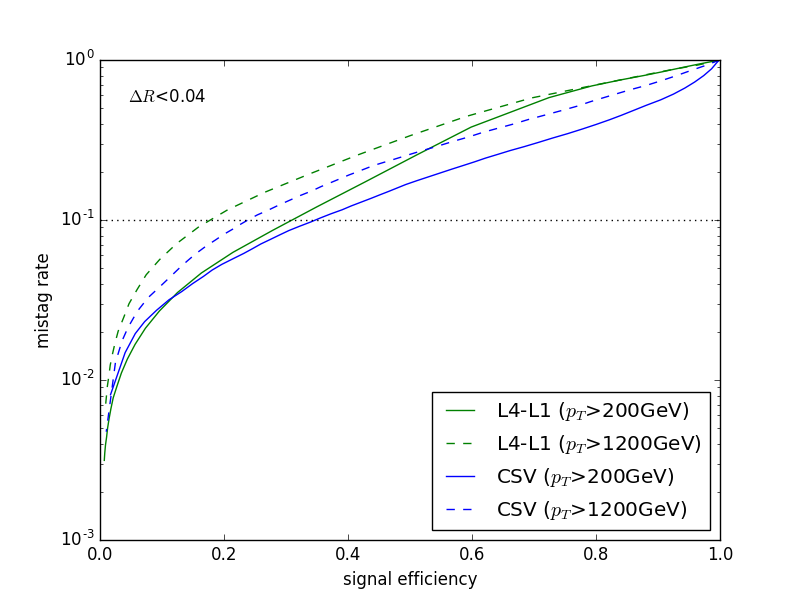 ΔR<0.04
10⁰
10⁻¹
10⁻²
10⁻³
mistag rate
L4-L1 (p_T>200GeV)
L4-L1 (p_T>1200GeV)
CSV (p_T>200GeV)
CSV (p_T>1200GeV)
0.0 0.2 0.4 0.6 0.8 1.0
signal efficiency